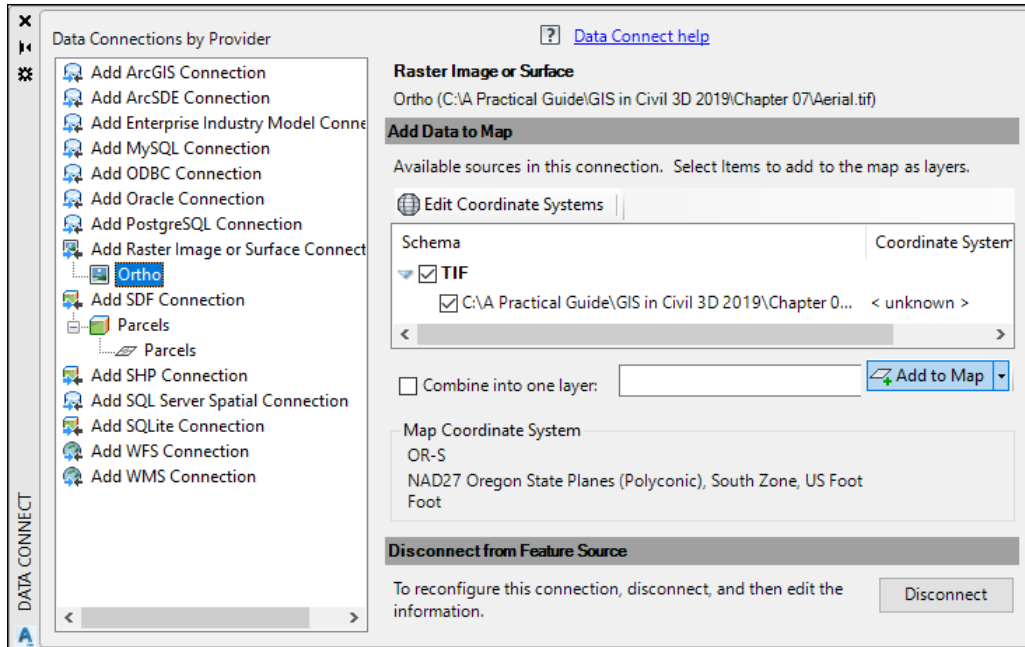 Data Connections by Provider
Add ArcGIS Connection
Add ArcSDE Connection
Add Enterprise Industry Model Conne
Add MySQL Connection
Add ODBC Connection
Add Oracle Connection
Add PostgreSQL Connection
Add Raster Image or Surface Connect
Ortho
Add SDF Connection
Parcels
Parcels
Add SHP Connection
Add SQL Server Spatial Connection
Add SQLite Connection
Add WFS Connection
Add WMS Connection
DATA CONNECT
? Data Connect help
Raster Image or Surface
Ortho (C:\A Practical Guide\GIS in Civil 3D 2019\Chapter 07\Aerial.tif)
Add Data to Map
Available sources in this connection. Select Items to add to the map as layers.
Edit Coordinate Systems
Schema Coordinate System
TIF
C:\A Practical Guide\GIS in Civil 3D 2019\Chapter 0... < unknown >
Combine into one layer: Add to Map
Map Coordinate System
OR-S
NAD27 Oregon State Planes (Polyconic), South Zone, US Foot
Foot
Disconnect from Feature Source
To reconfigure this connection, disconnect, and then edit the
information.
Disconnect